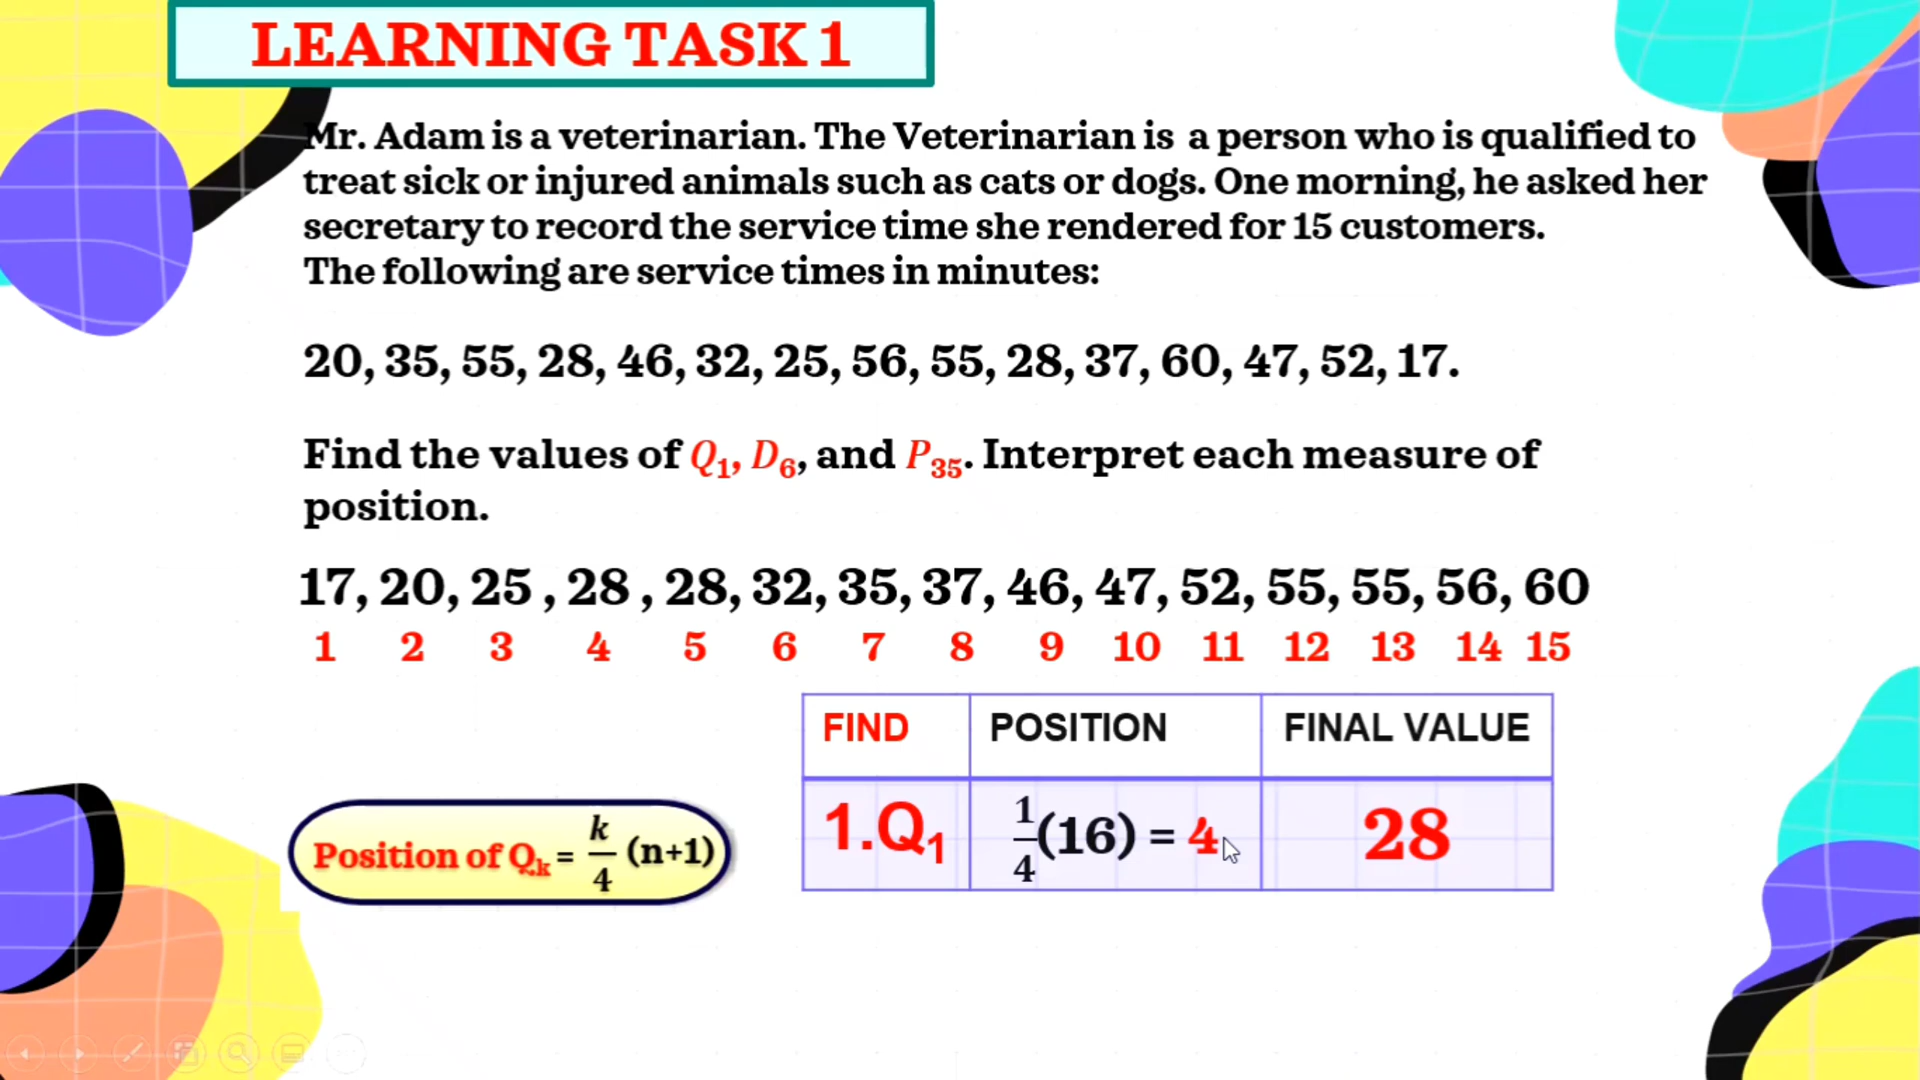 LEARNING TASK 1
Mr. Adam is a veterinarian. The Veterinarian is a person who is qualified to
treat sick or injured animals such as cats or dogs. One morning, he asked her
secretary to record the service time she rendered for 15 customers.
The following are service times in minutes:
20, 35, 55, 28, 46, 32, 25, 56, 55, 28, 37, 60, 47, 52, 17.
Find the values of Q₁, D₆, and P₃₅. Interpret each measure of
position.
17, 20, 25 , 28 , 28, 32, 35, 37, 46, 47, 52, 55, 55, 56, 60
1 2 3 4 5 6 7 8 9 10 11 12 13 14 15
FIND POSITION FINAL VALUE
Position of Qₖ = k/4 (n+1)
1.Q₁ 1/4(16) = 4 28